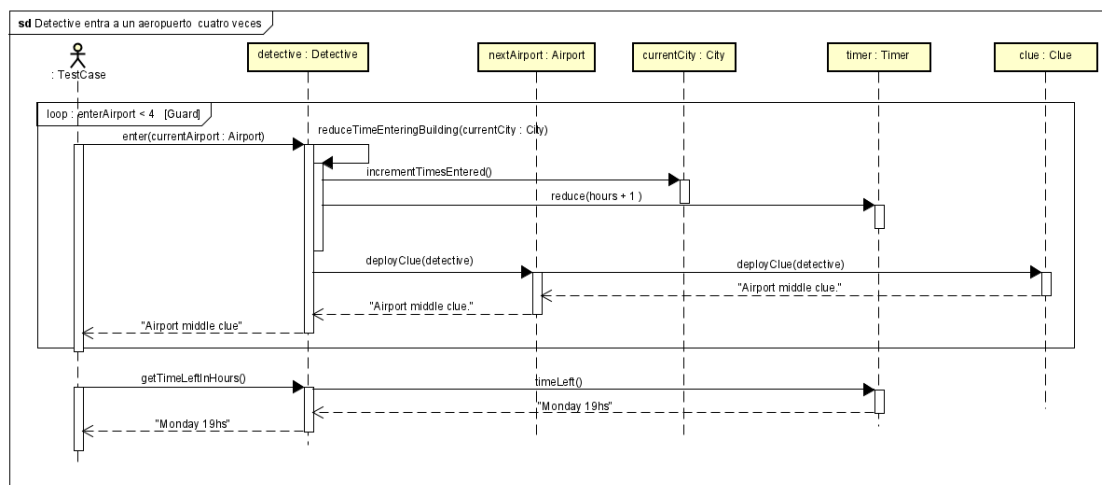 sd Detective entra a un aeropuerto cuatro veces
: TestCase
detective : Detective
nextAirport : Airport
currentCity : City
timer : Timer
clue : Clue
loop : enterAirport < 4 [Guard]
enter(currentAirport : Airport)
reduceTimeEnteringBuilding(currentCity : City)
incrementTimesEntered()
reduce(hours + 1 )
deployClue(detective)
deployClue(detective)
"Airport middle clue."
"Airport middle clue."
"Airport middle clue"
getTimeLeftInHours()
timeLeft()
"Monday 19hs"
"Monday 19hs"